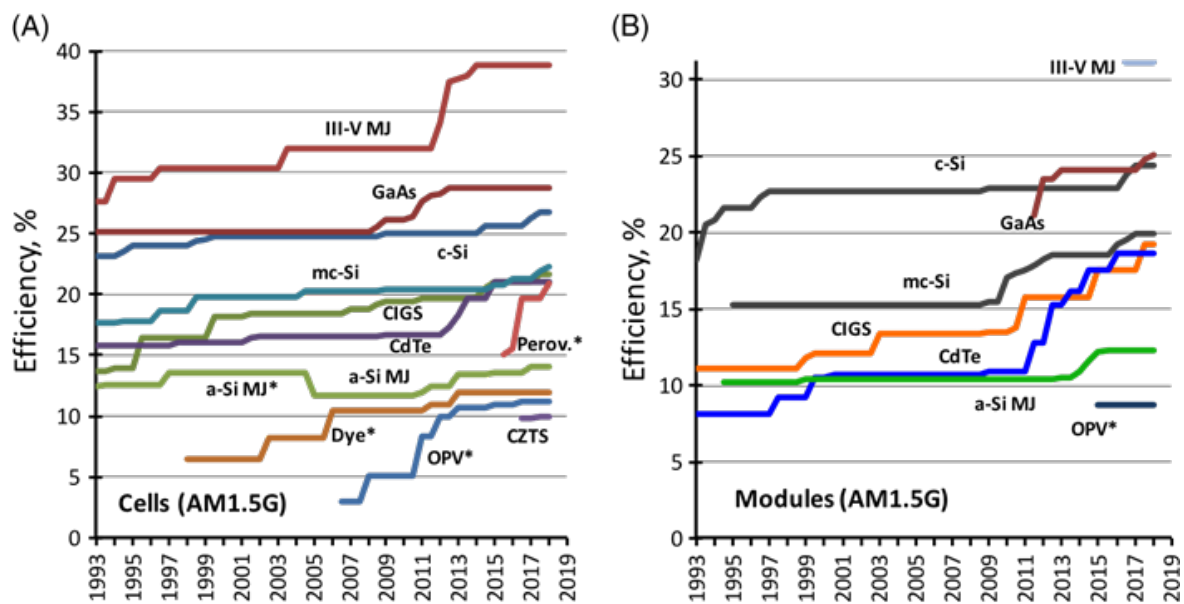 (A)
40
35
30
25
20
15
10
5
0
Efficiency, %
III-V MJ
GaAs
c-Si
mc-Si
CIGS
CdTe
Perov.*
a-Si MJ*
a-Si MJ
Dye*
OPV*
CZTS
Cells (AM1.5G)
1993
1995
1997
1999
2001
2003
2005
2007
2009
2011
2013
2015
2017
2019
(B)
30
25
20
15
10
5
0
Efficiency, %
III-V MJ
c-Si
GaAs
mc-Si
CIGS
CdTe
a-Si MJ
OPV*
Modules (AM1.5G)
1993
1995
1997
1999
2001
2003
2005
2007
2009
2011
2013
2015
2017
2019